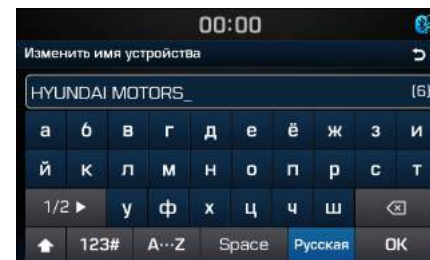 00:00
Изменить имя устройства
HYUNDAI MOTORS_ (6)
а б в г д е ё ж з и
й к л м н о п р с т
1/2 ▶ у ф х ц ч ш
123# A···Z Space Русская OK